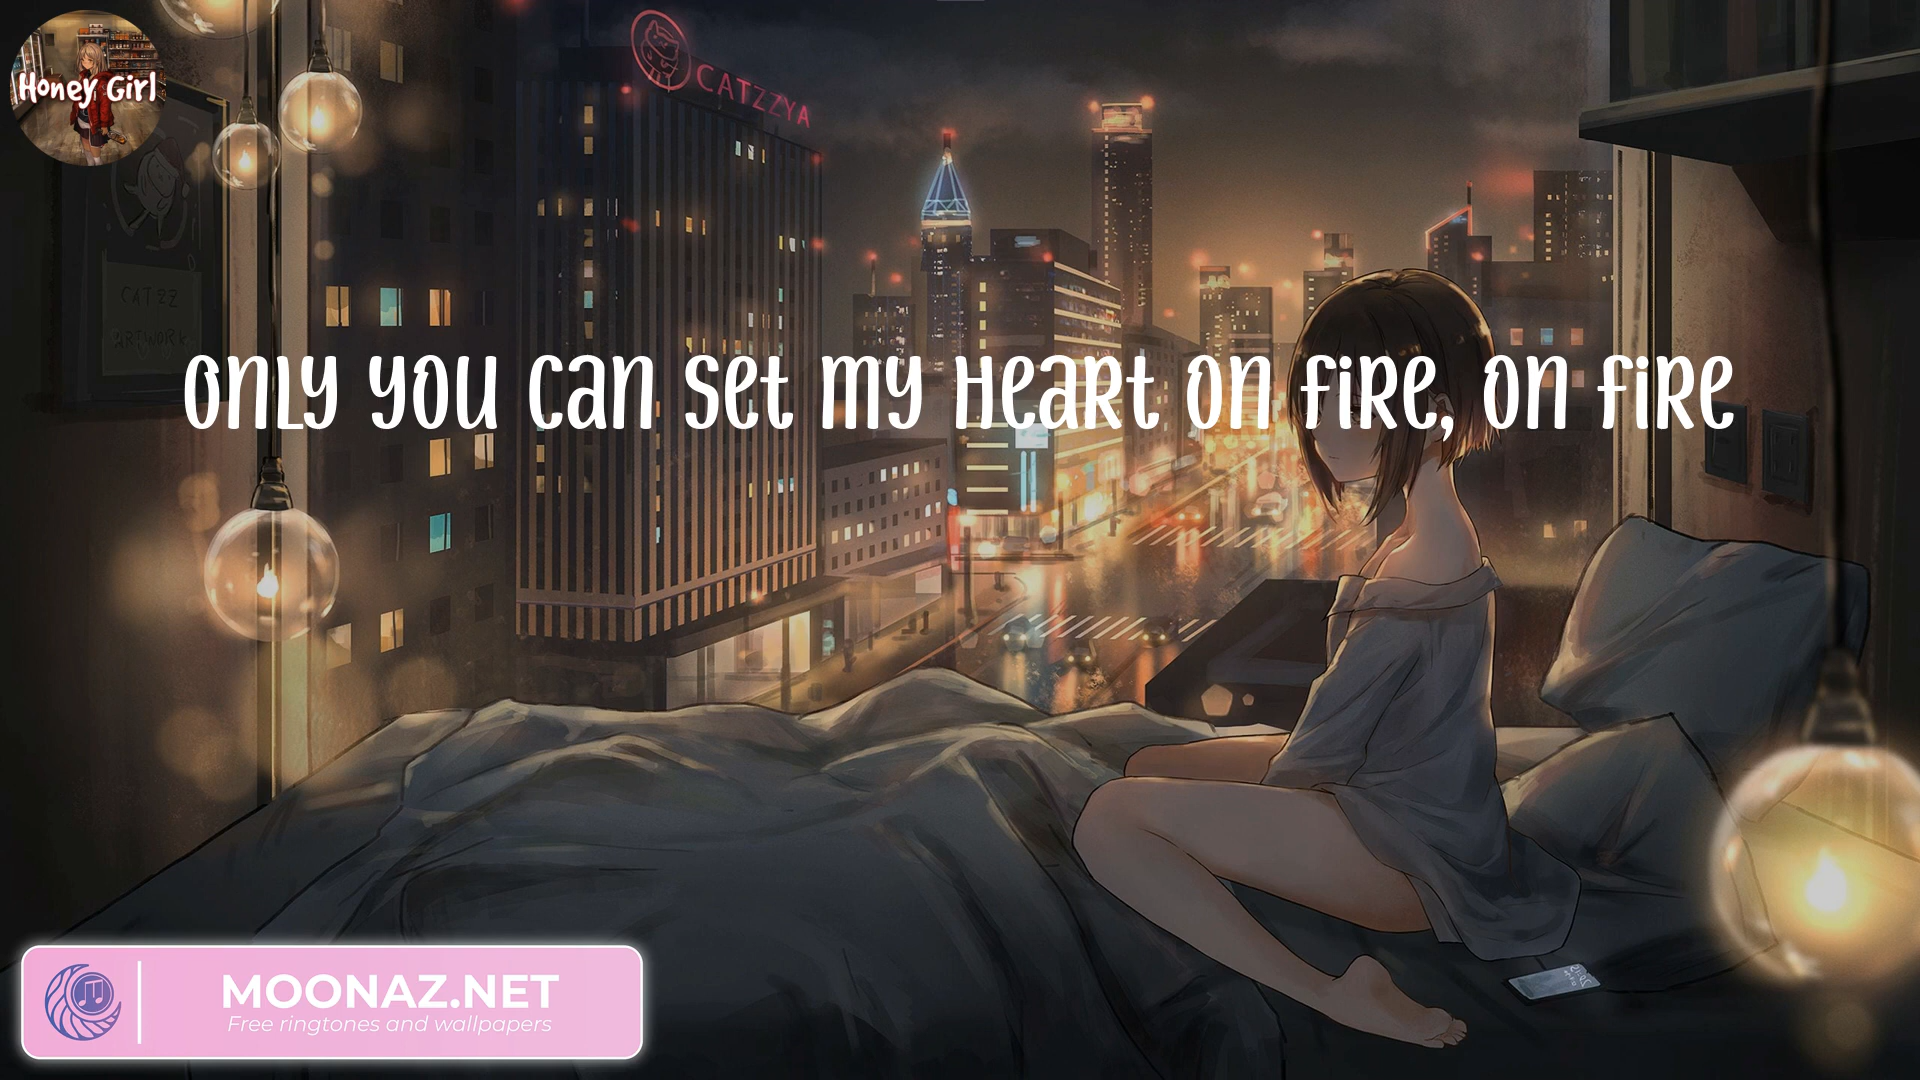 Honey Girl
CATZZYA
CATZZ
ARTWORK
only you can set my heart on fire, on fire
MOONAZ.NET
Free ringtones and wallpapers